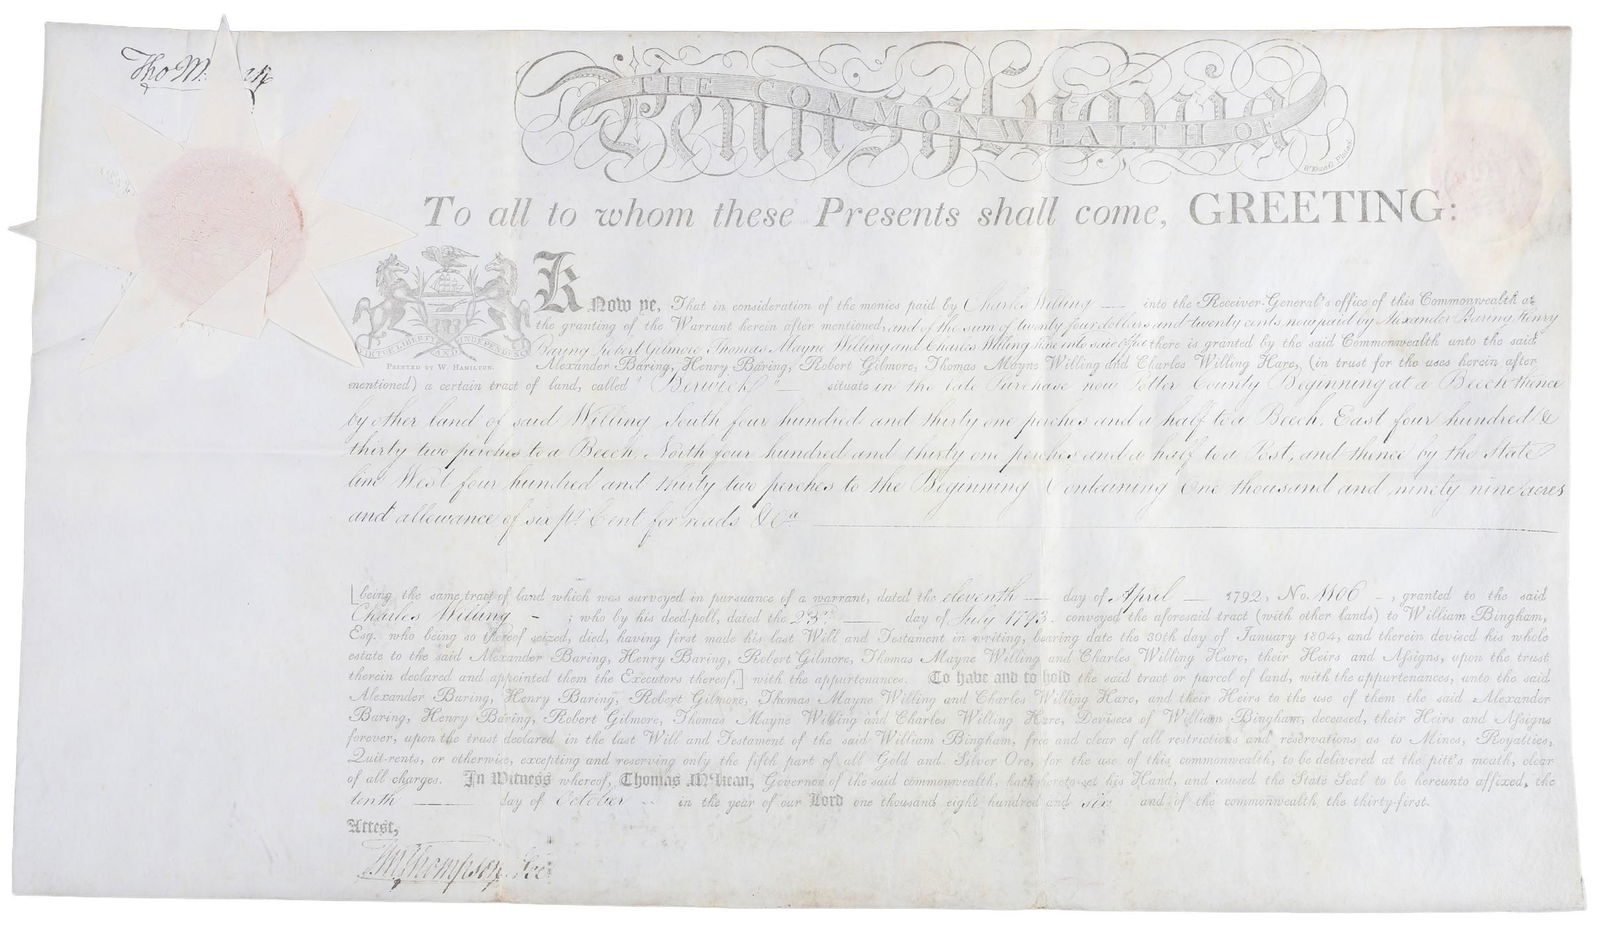 Tho M:
THE COMMONWEALTH OF
Pennsylvania
To all to whom these Presents shall come, GREETING:
VIRTUE LIBERTY AND INDEPENDENCE
PRINTED BY W. HAMILTON.
Know ye, That in consideration of the monies paid by Charles Willing — into the Receiver-General's office of this Commonwealth at
the granting of the Warrant herein after mentioned, and of the sum of twenty four dollars and twenty cents now paid by Alexander Baring Henry
Baring Robert Gilmore, Thomas Mayne Willing and Charles Willing Hare into said Office there is granted by the said Commonwealth unto the said
Alexander Baring, Henry Baring, Robert Gilmore, Thomas Mayne Willing and Charles Willing Hare, (in trust for the uses herein after
mentioned) a certain tract of land, called "Berwick" — situate in the late Purchase now Potter County Beginning at a Beech thence
by other land of said Willing South four hundred and thirty one perches and a half to a Beech, East four hundred &
thirty two perches to a Beech, North four hundred and thirty one perches and a half to a Post, and thence by the State
line West four hundred and thirty two perches to the Beginning Containing One thousand and ninety nine acres
and allowance of six pr Cent for roads &Ca
[being the same tract of land which was surveyed in pursuance of a warrant, dated the eleventh — day of April — 1792, No. 1106 -, granted to the said
Charles Willing - ; who by his deed-poll, dated the 23rd — day of July 1793 conveyed the aforesaid tract (with other lands) to William Bingham,
Esq. who being so thereof seized, died, having first made his last Will and Testament in writing, bearing date the 30th day of January 1804, and therein devised his whole
estate to the said Alexander Baring, Henry Baring, Robert Gilmore, Thomas Mayne Willing and Charles Willing Hare, their Heirs and Assigns, upon the trust
therein declared and appointed them the Executors thereof.] with the appurtenances. To have and to hold the said tract or parcel of land, with the appurtenances, unto the said
Alexander Baring, Henry Baring, Robert Gilmore, Thomas Mayne Willing and Charles Willing Hare, and their Heirs to the use of them the said Alexander
Baring, Henry Baring, Robert Gilmore, Thomas Mayne Willing and Charles Willing Hare, Devisees of William Bingham, deceased, their Heirs and Assigns
forever, upon the trust declared in the last Will and Testament of the said William Bingham, free and clear of all restrictions and reservations as to Mines, Royalties,
Quit-rents, or otherwise, excepting and reserving only the fifth part of all Gold and Silver Ore, for the use of this commonwealth, to be delivered at the pitt's mouth, clear
of all charges. In Witness whereof, Thomas M'Kean, Governor of the said commonwealth, hath hereto set his Hand, and caused the State Seal to be hereunto affixed, the
tenth — day of October - in the year of our Lord one thousand eight hundred and six and of the commonwealth the thirty-first.
Attest,
Thompson, Sec